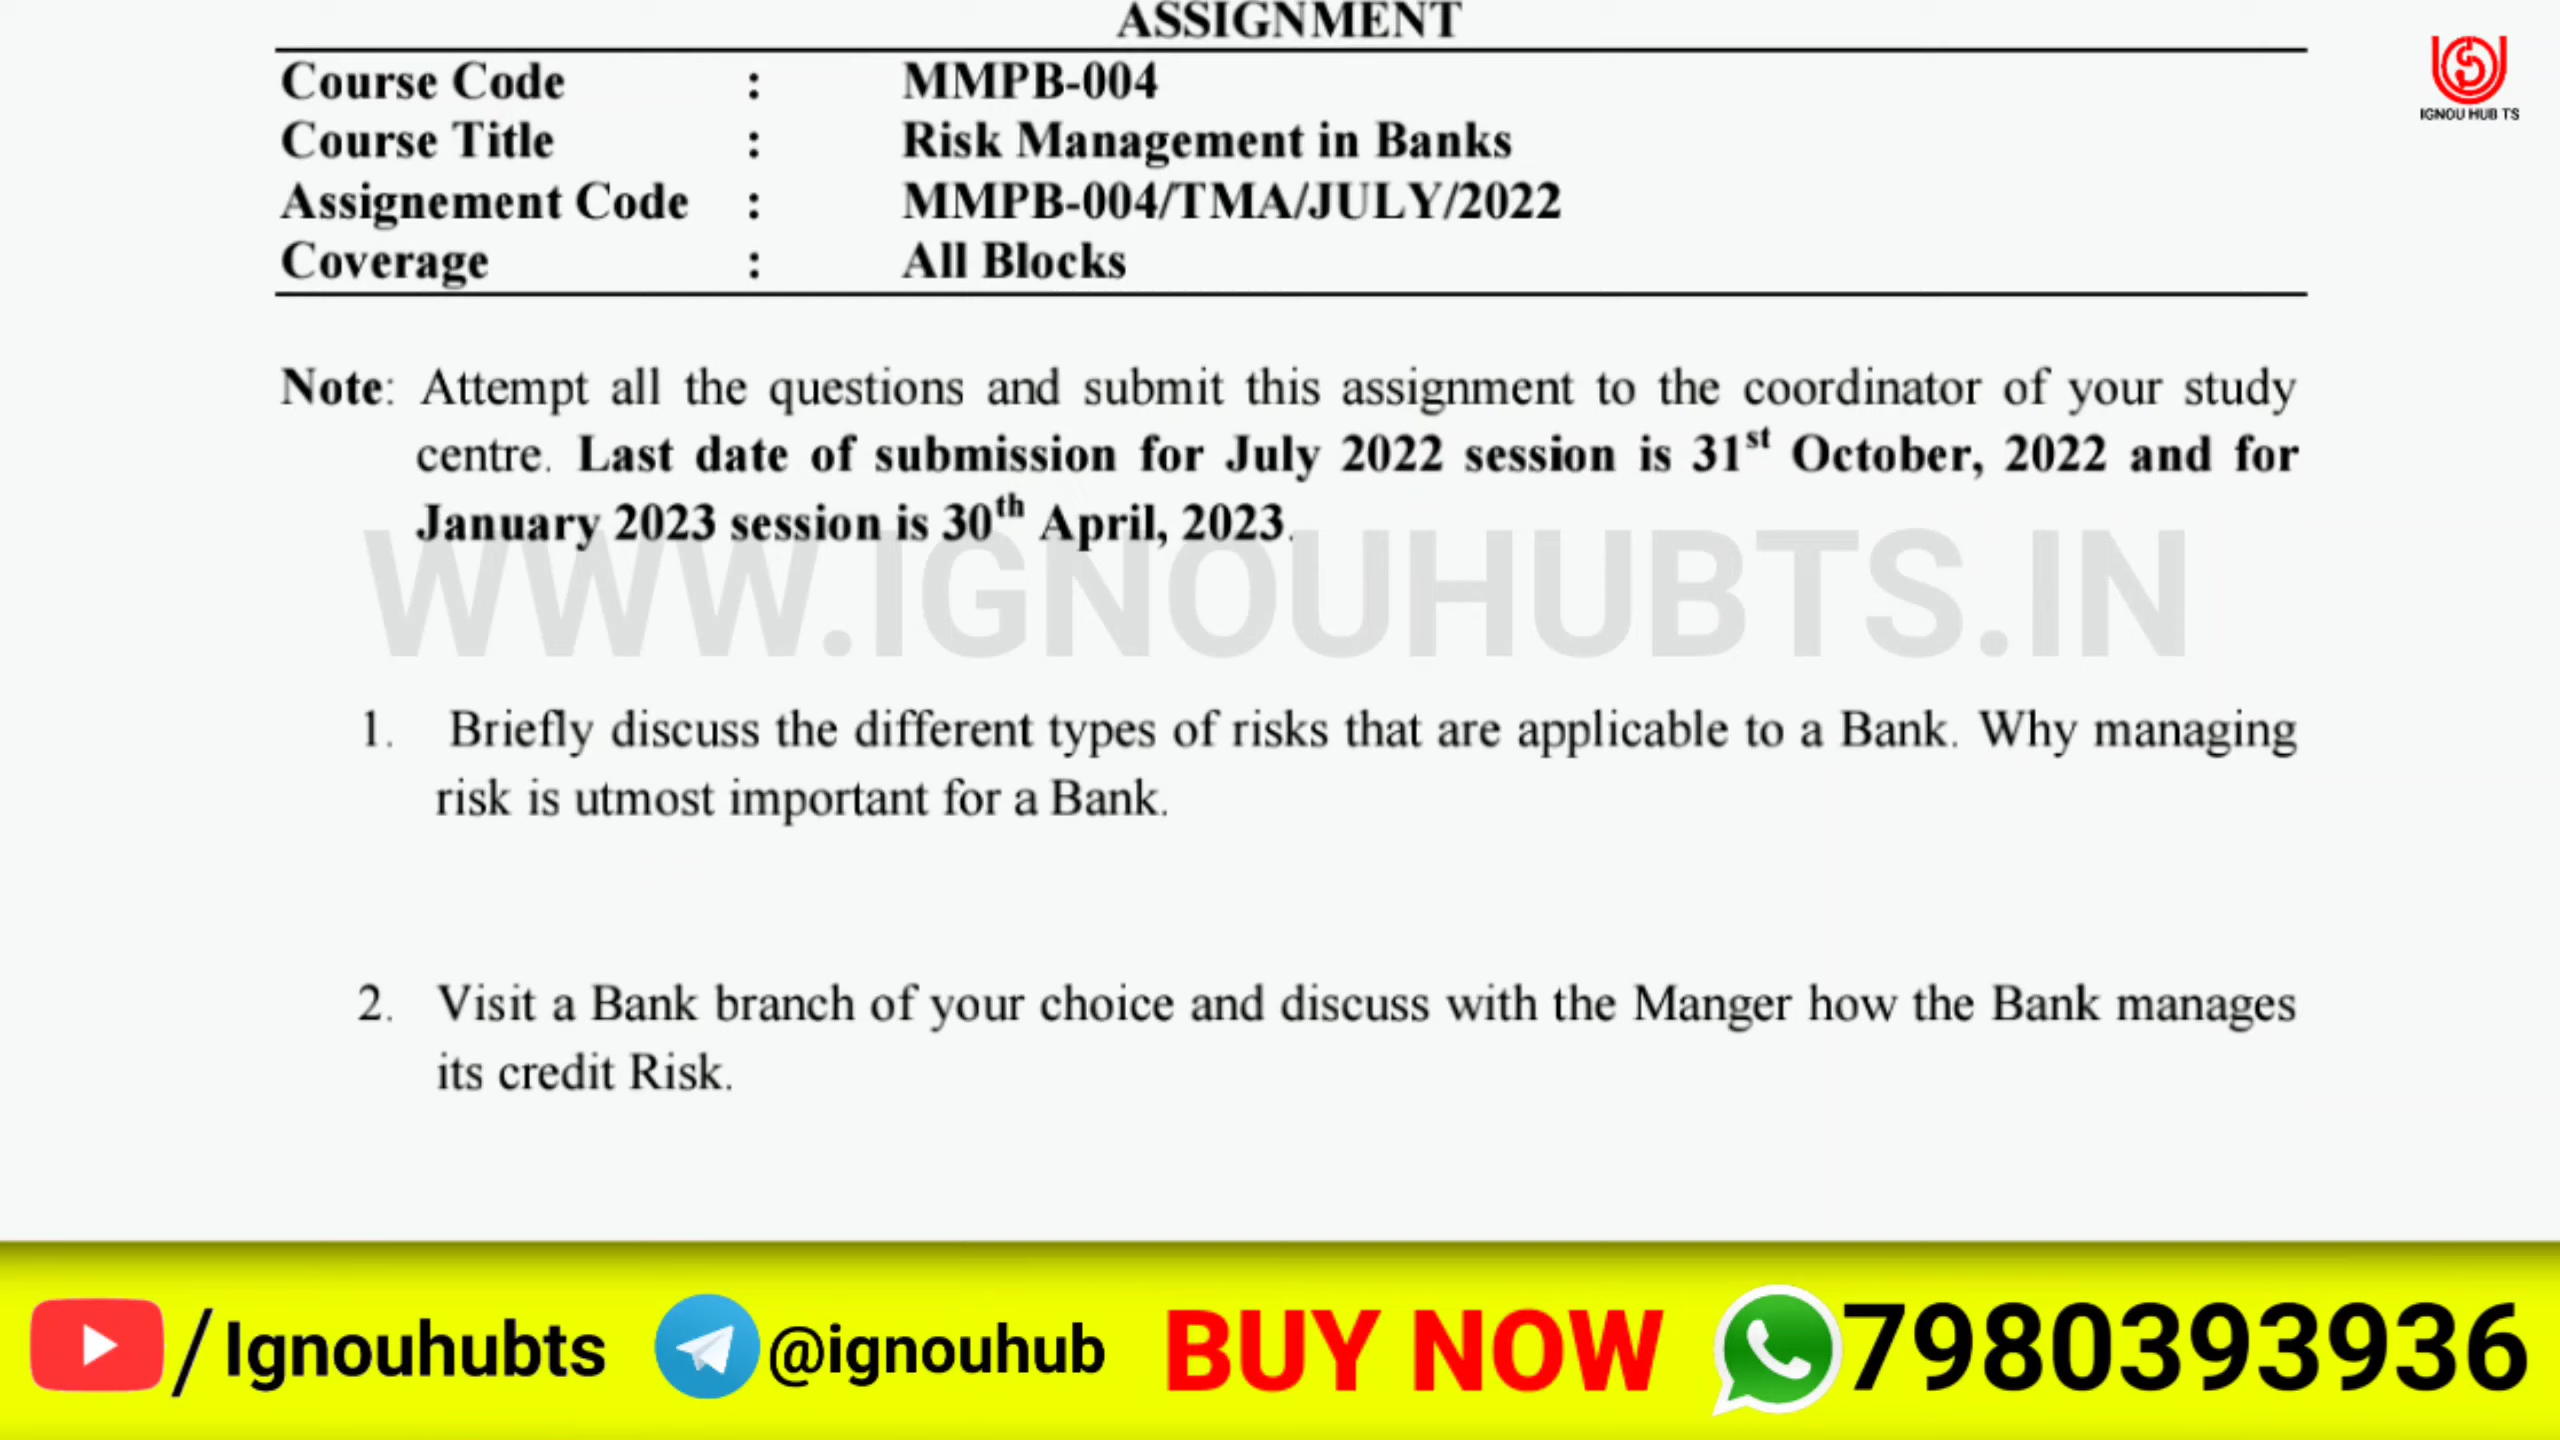 ASSIGNMENT
Course Code : MMPB-004
Course Title : Risk Management in Banks
Assignement Code : MMPB-004/TMA/JULY/2022
Coverage : All Blocks
IGNOU HUB TS
Note: Attempt all the questions and submit this assignment to the coordinator of your study
centre. Last date of submission for July 2022 session is 31st October, 2022 and for
January 2023 session is 30th April, 2023.
WWW.IGNOUHUBTS.IN
1. Briefly discuss the different types of risks that are applicable to a Bank. Why managing
risk is utmost important for a Bank.
2. Visit a Bank branch of your choice and discuss with the Manger how the Bank manages
its credit Risk.
/Ignouhubts @ignouhub BUY NOW 7980393936